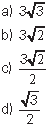 a) 3√3
b) 3√2
c) 3√2/2
d) √3/2